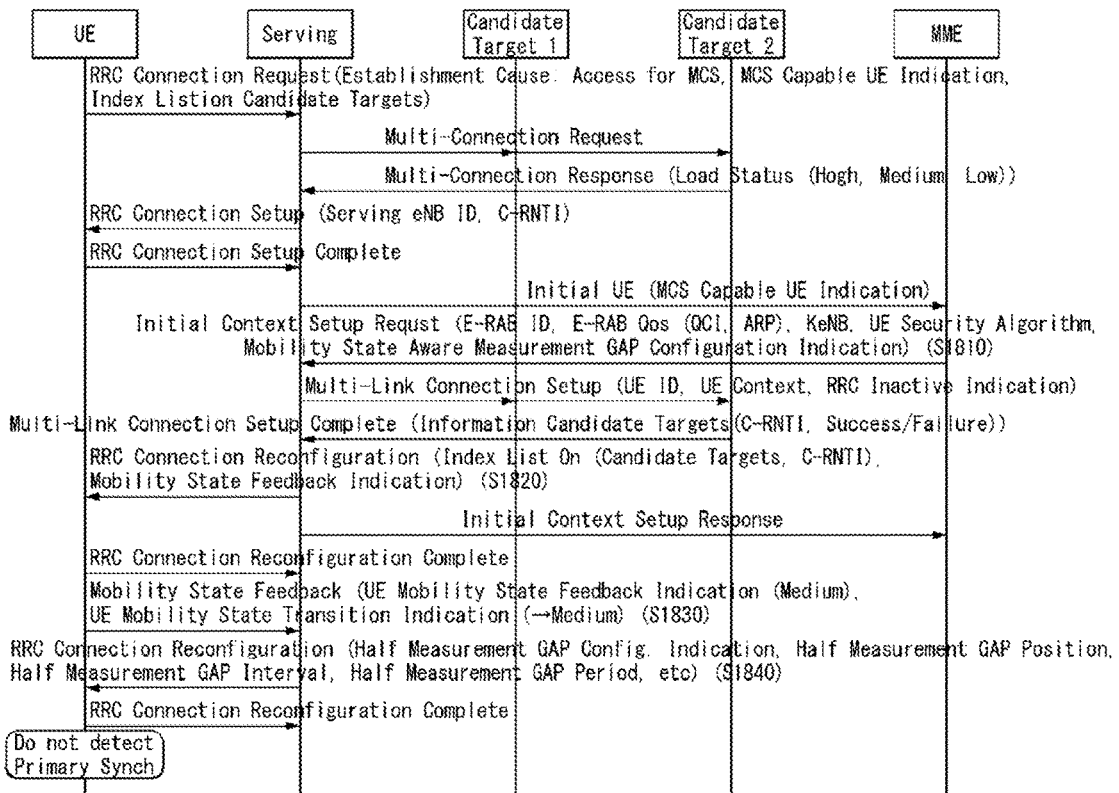 UE
Serving
Candidate
Target 1
Candidate
Target 2
MME
RRC Connection Request(Establishment Cause. Access for MCS, MCS Capable UE Indication,
Index Listion Candidate Targets)
Multi-Connection Request
Multi-Connection Response (Load Status (Hogh, Medium, Low))
RRC Connection Setup (Serving eNB ID, C-RNTI)
RRC Connection Setup Complete
Initial UE (MCS Capable UE Indication)
Initial Context Setup Requst (E-RAB ID, E-RAB Qos (QCI, ARP), KeNB, UE Security Algorithm,
Mobility State Aware Measurement GAP Configuration Indication) (S1810)
Multi-Link Connection Setup (UE ID, UE Context, RRC Inactive Indication)
Multi-Link Connection Setup Complete (Information Candidate Targets(C-RNTI, Success/Failure))
RRC Connection Reconfiguration (Index List On (Candidate Targets, C-RNTI),
Mobility State Feedback Indication) (S1820)
Initial Context Setup Response
RRC Connection Reconfiguration Complete
Mobility State Feedback (UE Mobility State Feedback Indication (Medium),
UE Mobility State Transition Indication (→Medium) (S1830)
RRC Connection Reconfiguration (Half Measurement GAP Config. Indication, Half Measurement GAP Position,
Half Measurement GAP Interval, Half Measurement GAP Period, etc) (S1840)
RRC Connection Reconfiguration Complete
Do not detect
Primary Synch